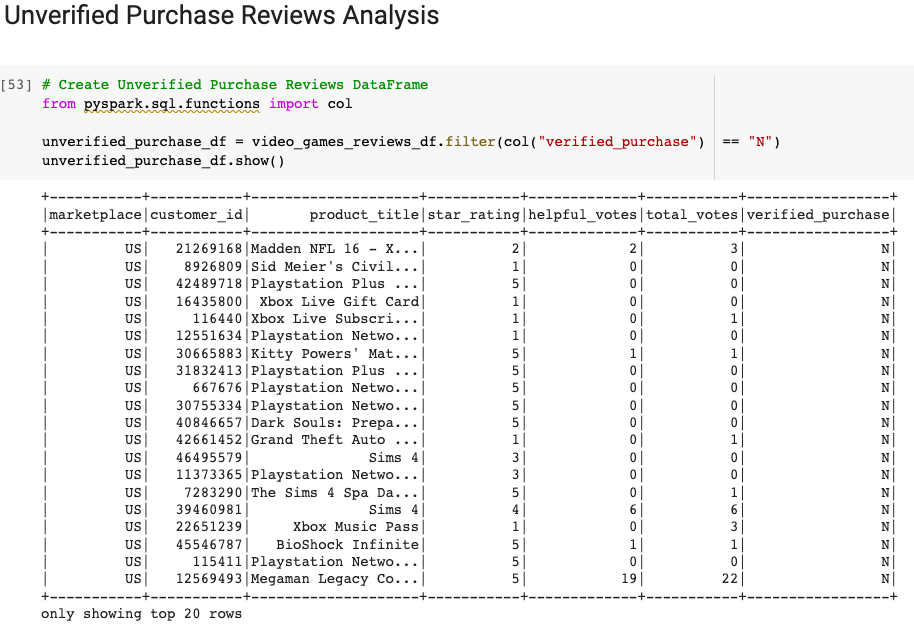 Unverified Purchase Reviews Analysis
[53] # Create Unverified Purchase Reviews DataFrame
from pyspark.sql.functions import col
unverified_purchase_df = video_games_reviews_df.filter(col("verified_purchase") == "N")
unverified_purchase_df.show()
+-----------+-----------+--------------------+-----------+-------------+-----------+-----------------+
|marketplace|customer_id|       product_title|star_rating|helpful_votes|total_votes|verified_purchase|
+-----------+-----------+--------------------+-----------+-------------+-----------+-----------------+
|         US|   21269168|Madden NFL 16 - X...|          2|            2|          3|                N|
|         US|    8926809|Sid Meier's Civil...|          1|            0|          0|                N|
|         US|   42489718|Playstation Plus ...|          5|            0|          0|                N|
|         US|   16435800| Xbox Live Gift Card|          1|            0|          0|                N|
|         US|     116440|Xbox Live Subscri...|          1|            0|          1|                N|
|         US|   12551634|Playstation Netwo...|          1|            0|          0|                N|
|         US|   30665883|Kitty Powers' Mat...|          5|            1|          1|                N|
|         US|   31832413|Playstation Plus ...|          5|            0|          0|                N|
|         US|     667676|Playstation Netwo...|          5|            0|          0|                N|
|         US|   30755334|Playstation Netwo...|          5|            0|          0|                N|
|         US|   40846657|Dark Souls: Prepa...|          5|            0|          0|                N|
|         US|   42661452|Grand Theft Auto ...|          1|            0|          1|                N|
|         US|   46495579|              Sims 4|          3|            0|          0|                N|
|         US|   11373365|Playstation Netwo...|          3|            0|          0|                N|
|         US|    7283290|The Sims 4 Spa Da...|          5|            0|          1|                N|
|         US|   39460981|              Sims 4|          4|            6|          6|                N|
|         US|   22651239|     Xbox Music Pass|          1|            0|          3|                N|
|         US|   45546787|   BioShock Infinite|          5|            1|          1|                N|
|         US|     115411|Playstation Netwo...|          5|            0|          0|                N|
|         US|   12569493|Megaman Legacy Co...|          5|           19|         22|                N|
+-----------+-----------+--------------------+-----------+-------------+-----------+-----------------+
only showing top 20 rows